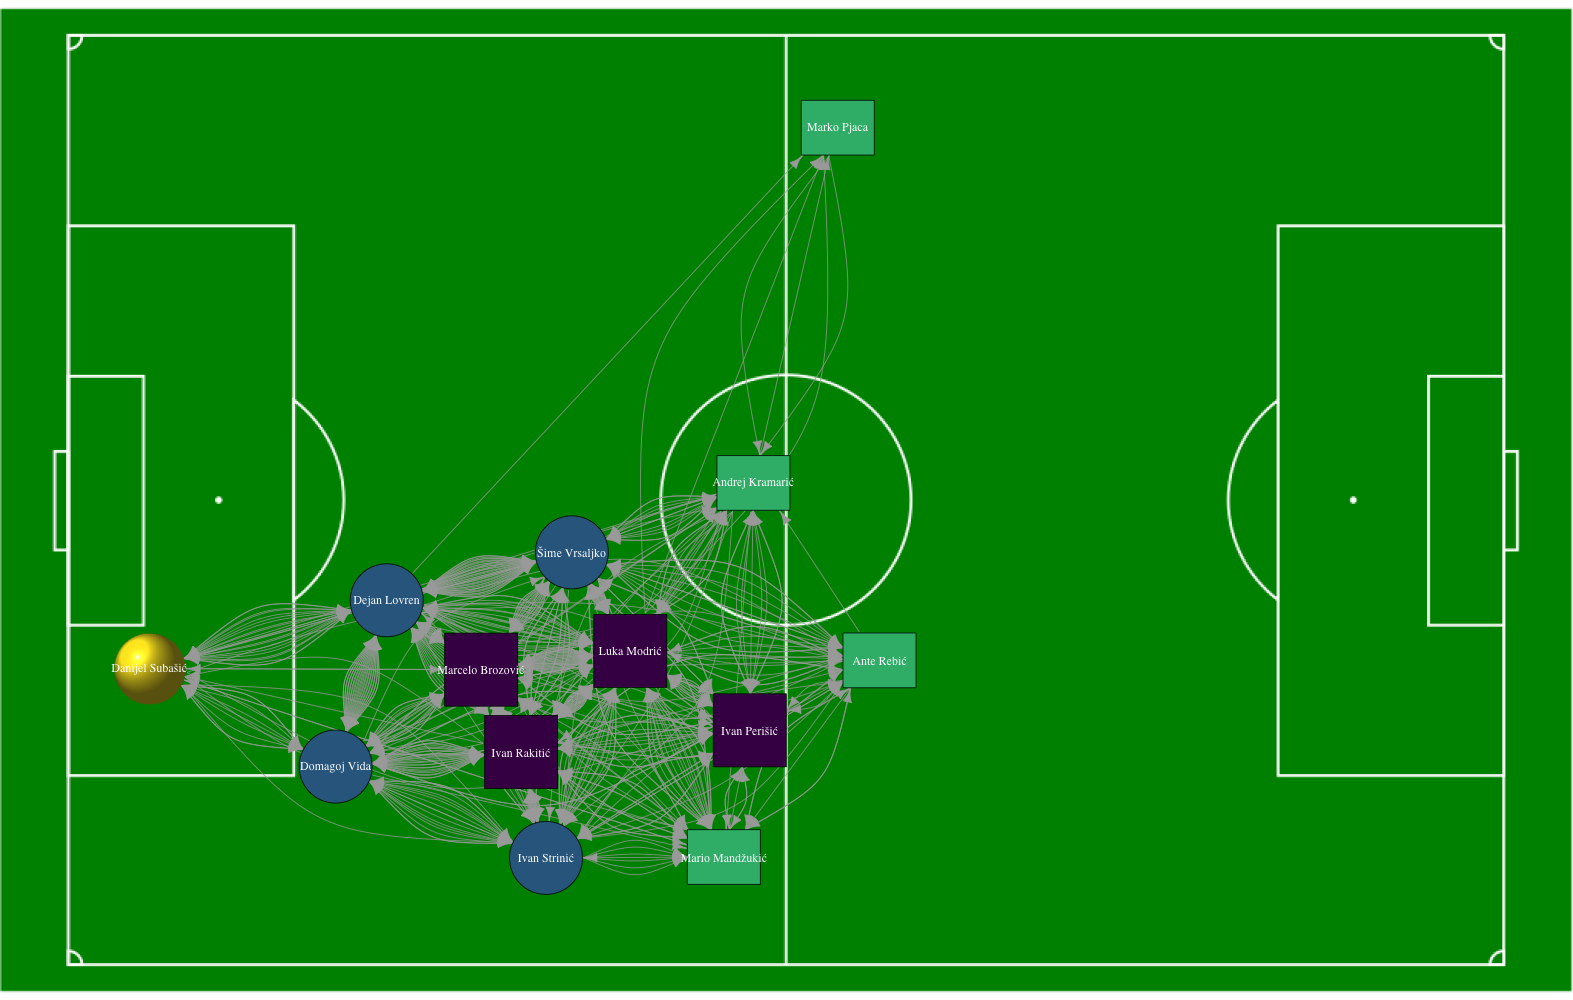 Marko Pjaca
Andrej Kramarić
Šime Vrsaljko
Dejan Lovren
Luka Modrić
Ante Rebić
Danijel Subašić
Marcelo Brozović
Ivan Perišić
Ivan Rakitić
Domagoj Vida
Ivan Strinić
Mario Mandžukić